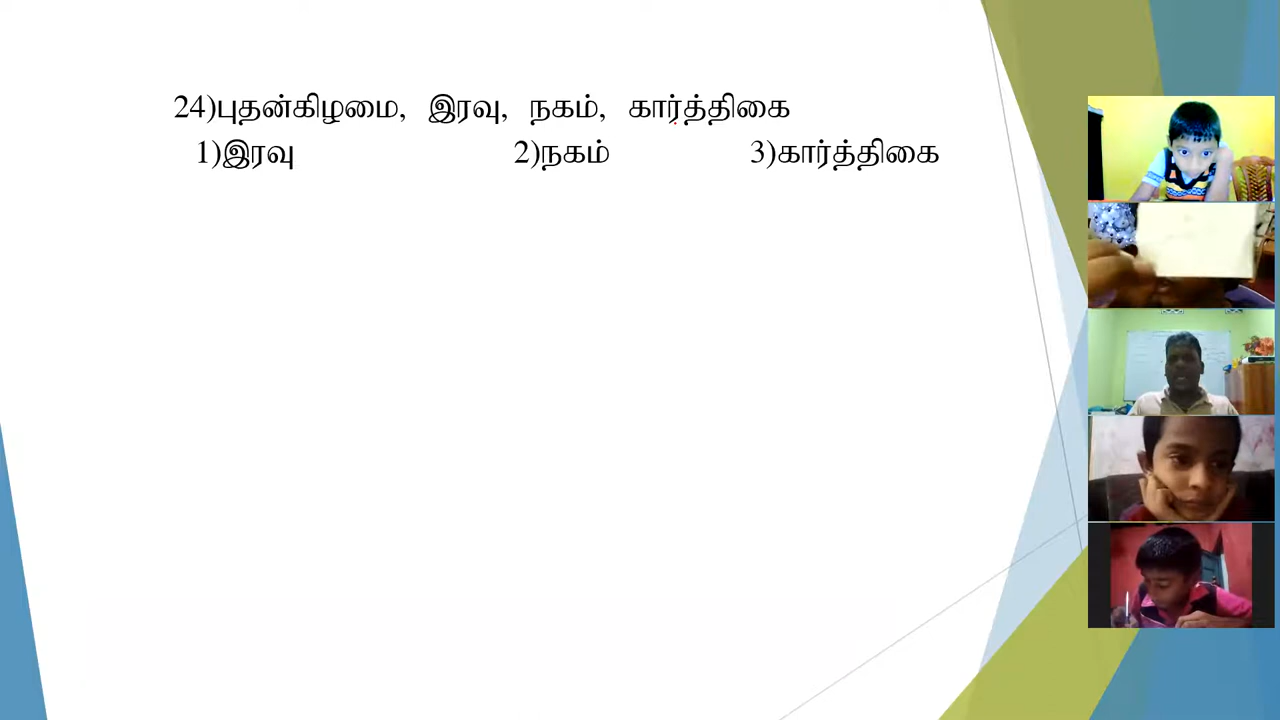 24)புதன்கிழமை, இரவு, நகம், கார்த்திகை
1)இரவு 2)நகம் 3)கார்த்திகை